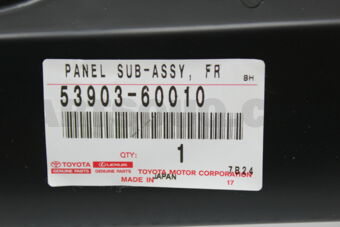 PANEL SUB-ASSY, FR
BH
53903-60010
QTY:
1
7B24
TOYOTA LEXUS TOYOTA MOTOR CORPORATION
GENUINE PARTS GENUINE PARTS MADE IN JAPAN 17